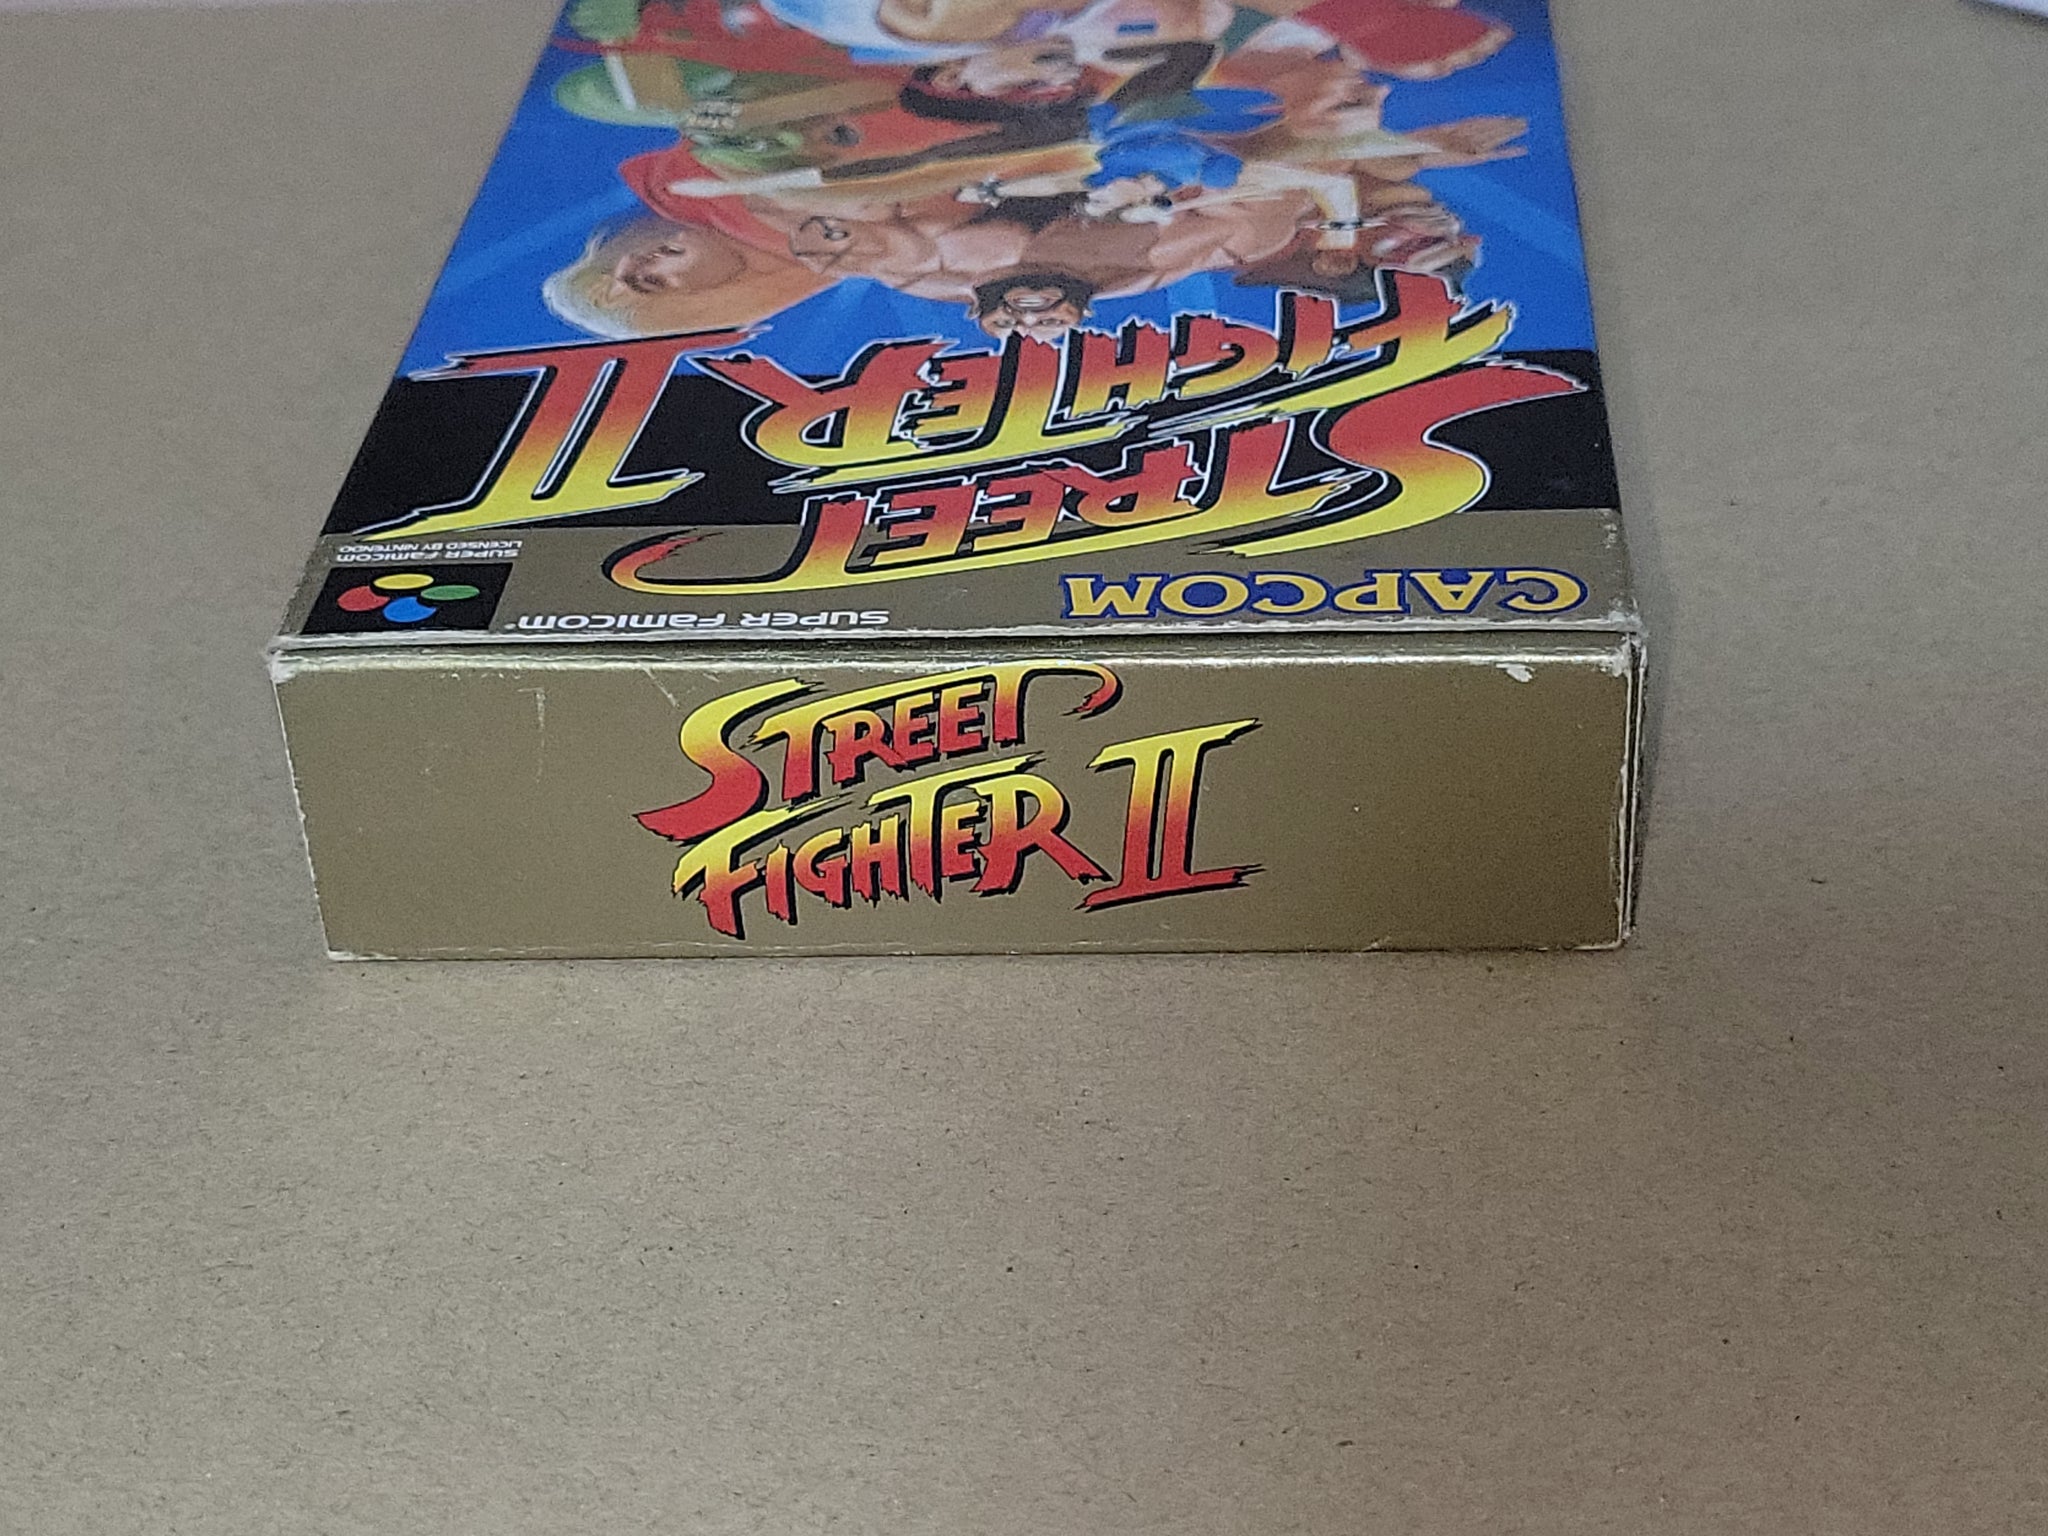 CAPCOM
SUPER FAMICOM
SUPER FAMICOM
LICENSED BY NINTENDO
STREET
FIGHTER II
STREET
FIGHTER II